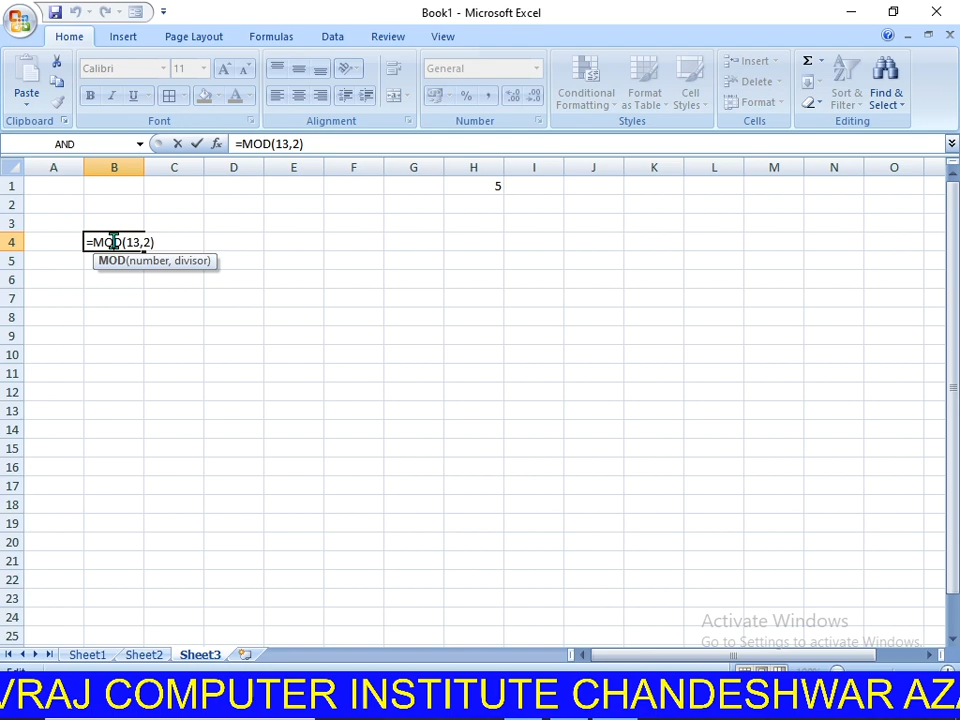 Book1 - Microsoft Excel
Home Insert Page Layout Formulas Data Review View
Paste
Calibri 11
General
Conditional Formatting
Format as Table
Cell Styles
Insert
Delete
Format
Sort & Filter
Find & Select
Clipboard Font Alignment Number Styles Cells Editing
AND =MOD(13,2)
A B C D E F G H I J K L M N O
1 5
2
3
4 =MOD(13,2)
5 MOD(number, divisor)
6
7
8
9
10
11
12
13
14
15
16
17
18
19
20
21
22
23
24
25
Activate Windows
Go to Settings to activate Windows.
Sheet1 Sheet2 Sheet3
VRAJ COMPUTER INSTITUTE CHANDESHWAR AZA